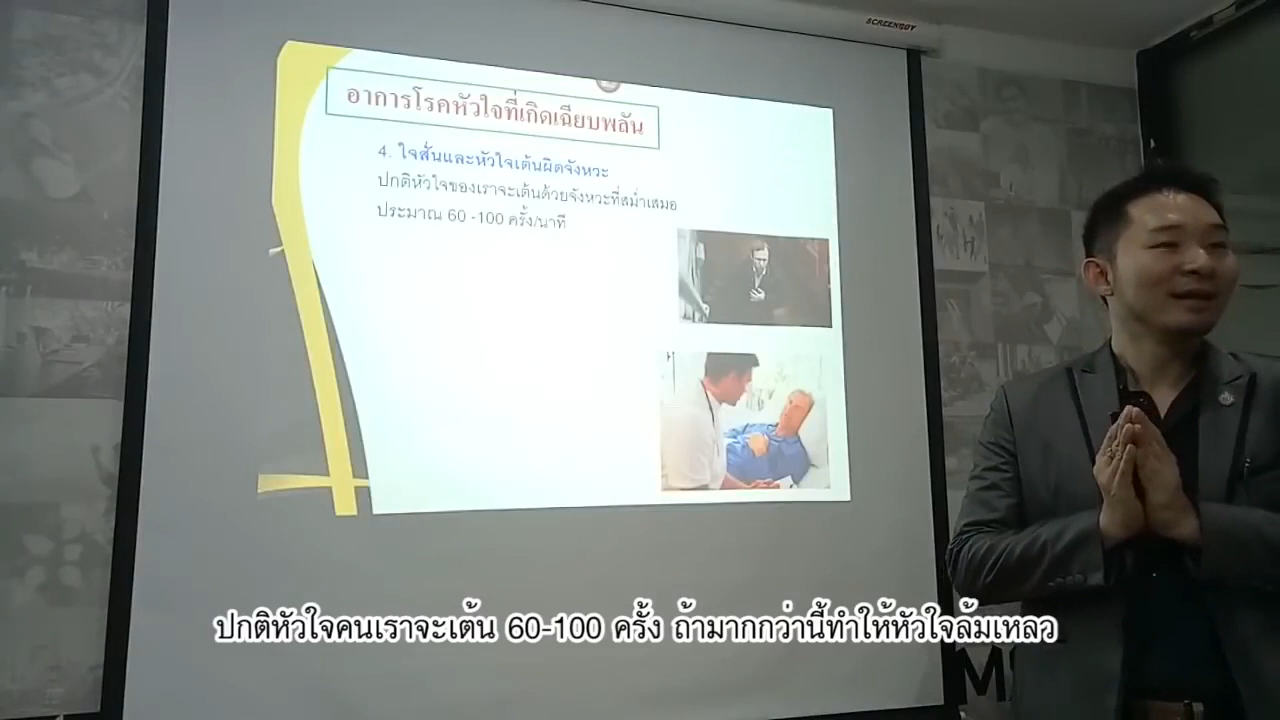 SCREENBOY
อาการโรคหัวใจที่เกิดเฉียบพลัน
4. ใจสั่นและหัวใจเต้นผิดจังหวะ
ปกติหัวใจของเราจะเต้นด้วยจังหวะที่สม่ำเสมอ
ประมาณ 60 -100 ครั้ง/นาที
ปกติหัวใจคนเราจะเต้น 60-100 ครั้ง ถ้ามากกว่านี้ทำให้หัวใจล้มเหลว